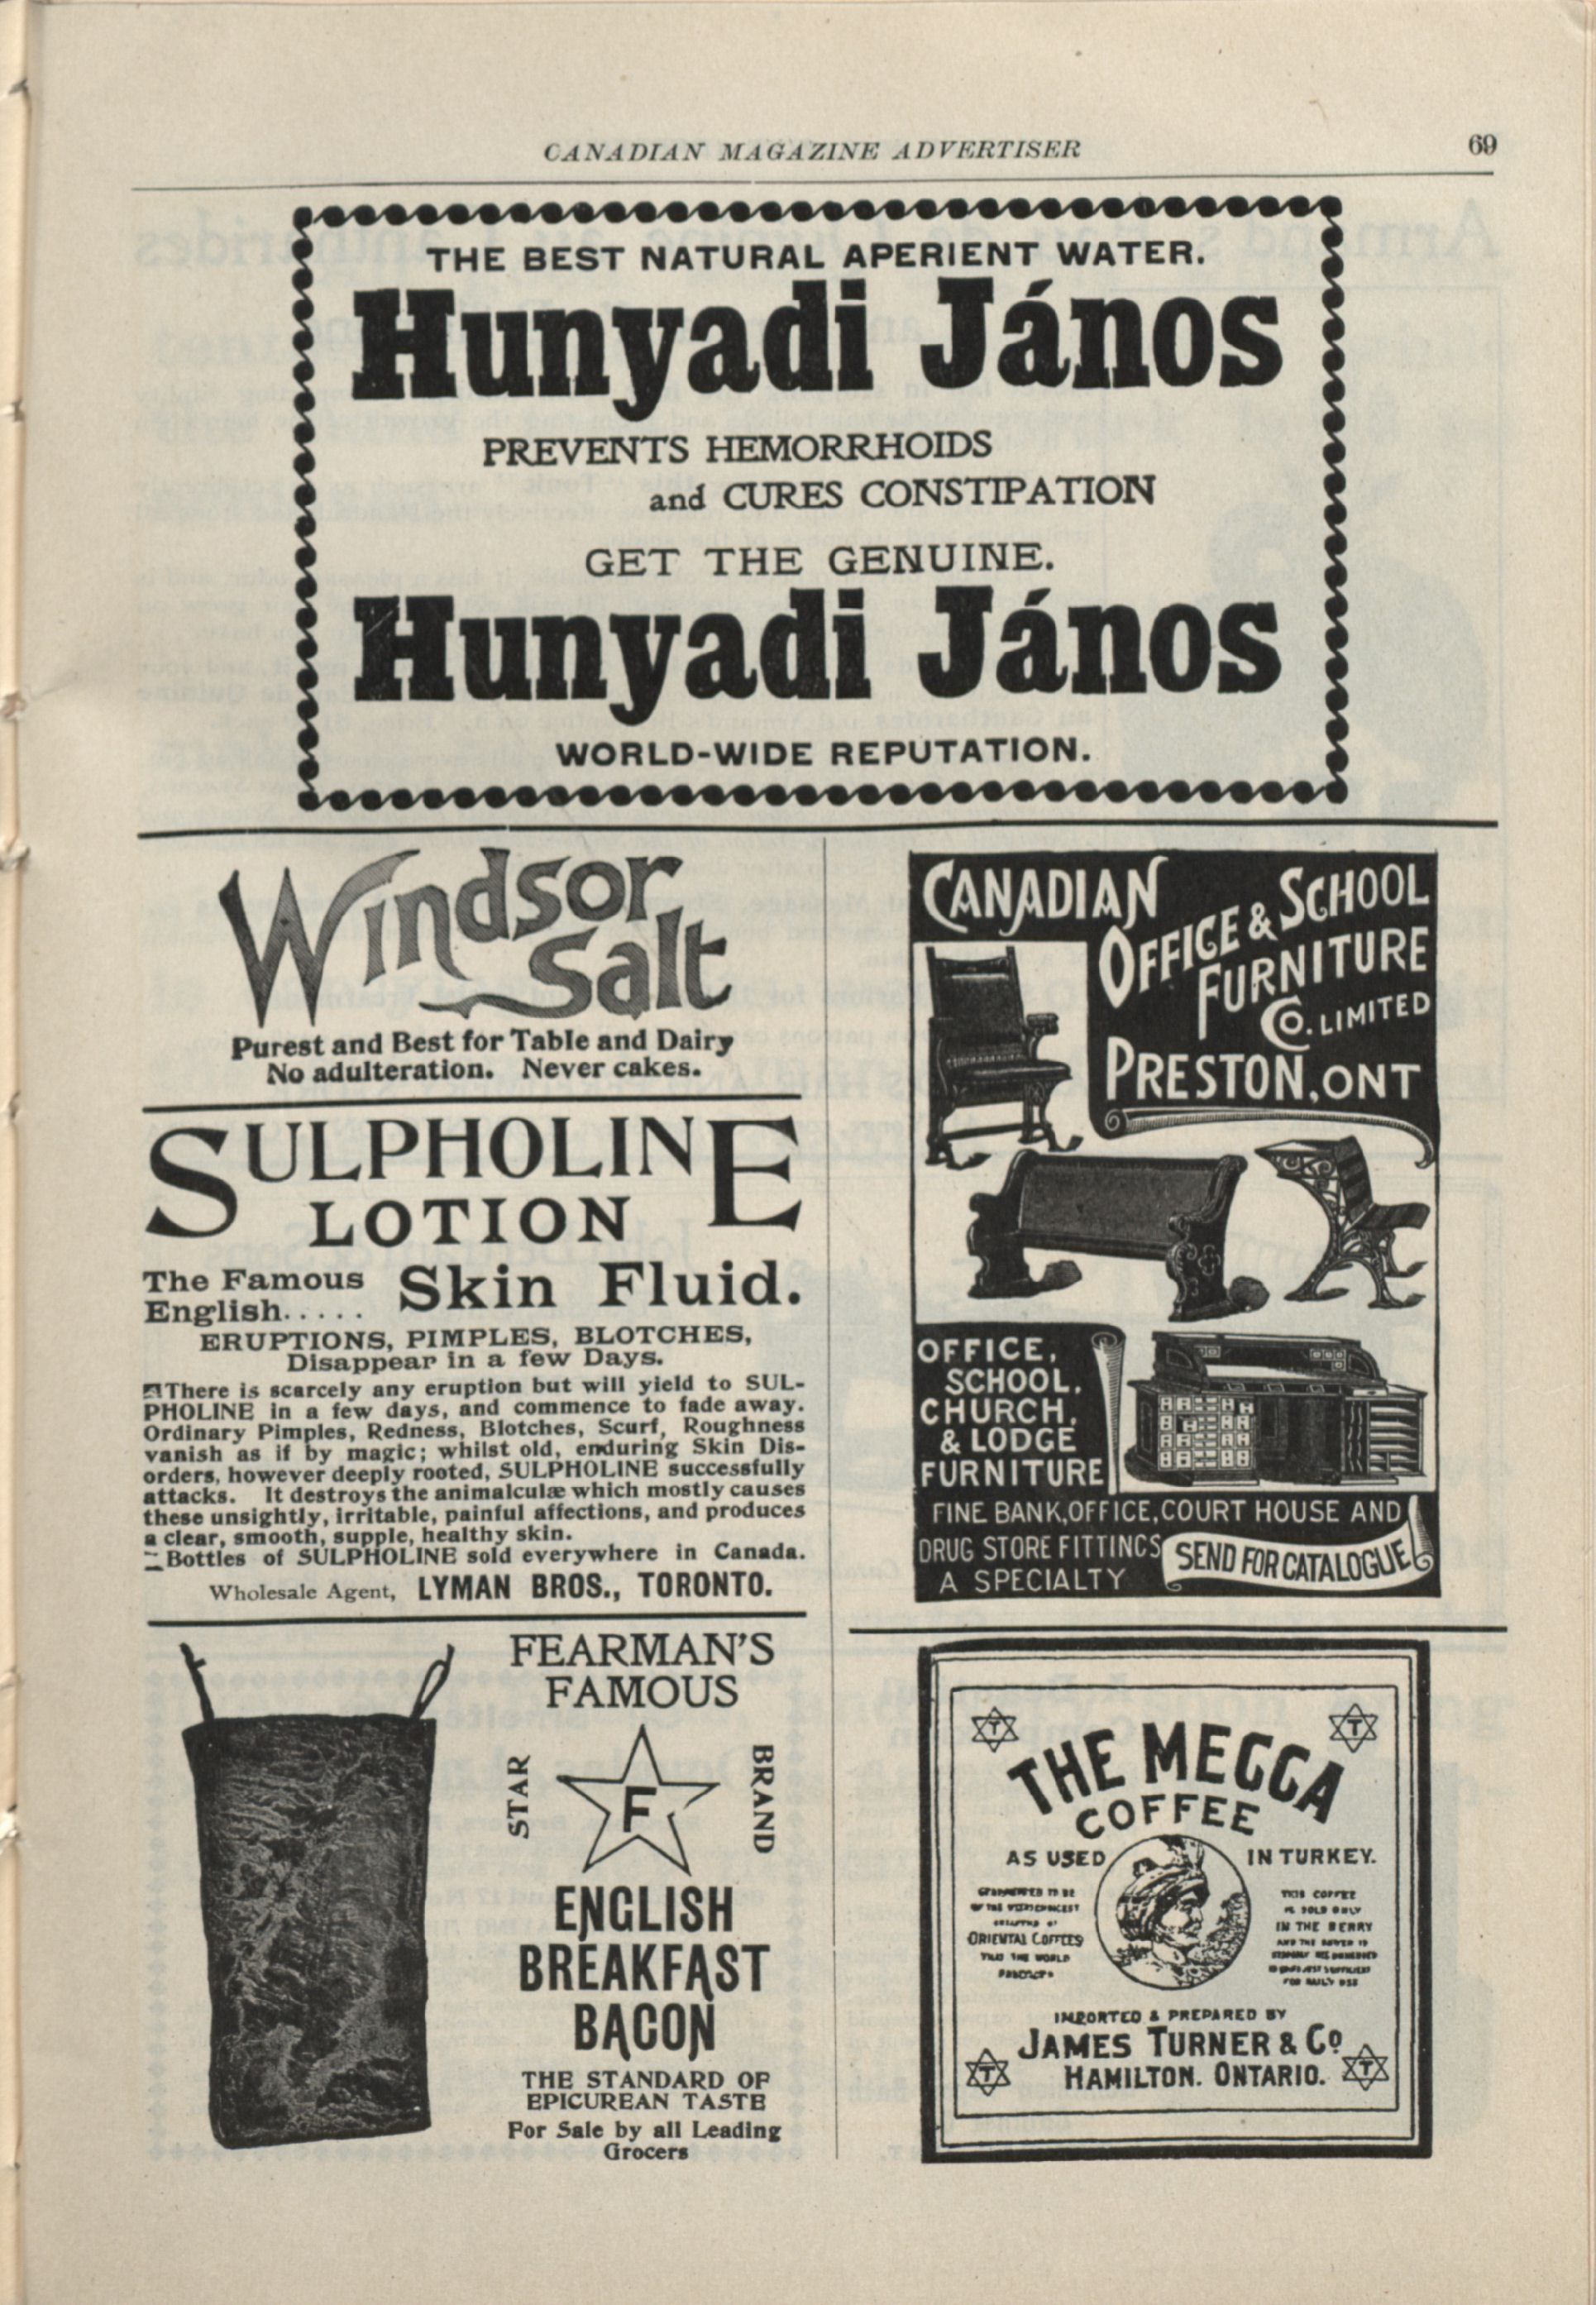 CANADIAN MAGAZINE ADVERTISER
69
THE BEST NATURAL APERIENT WATER.
Hunyadi János
PREVENTS HEMORRHOIDS
and CURES CONSTIPATION
GET THE GENUINE.
Hunyadi János
WORLD-WIDE REPUTATION.
Windsor
Salt
Purest and Best for Table and Dairy
No adulteration. Never cakes.
SULPHOLINE
LOTION
The Famous
English.....
Skin Fluid.
ERUPTIONS, PIMPLES, BLOTCHES,
Disappear in a few Days.
There is scarcely any eruption but will yield to SUL-
PHOLINE in a few days, and commence to fade away.
Ordinary Pimples, Redness, Blotches, Scurf, Roughness
vanish as if by magic; whilst old, enduring Skin Dis-
orders, however deeply rooted, SULPHOLINE successfully
attacks. It destroys the animalculæ which mostly causes
these unsightly, irritable, painful affections, and produces
a clear, smooth, supple, healthy skin.
Bottles of SULPHOLINE sold everywhere in Canada.
Wholesale Agent, LYMAN BROS., TORONTO.
FEARMAN'S
FAMOUS
STAR
F
BRAND
ENGLISH
BREAKFAST
BACON
THE STANDARD OF
EPICUREAN TASTE
For Sale by all Leading
Grocers
CANADIAN
OFFICE & SCHOOL
FURNITURE
CO. LIMITED
PRESTON, ONT
OFFICE,
SCHOOL,
CHURCH,
& LODGE
FURNITURE
FINE BANK, OFFICE, COURT HOUSE AND
DRUG STORE FITTINGS
A SPECIALTY
SEND FOR CATALOGUE
T
T
THE MECCA
COFFEE
AS USED
IN TURKEY.
ORIENTAL COFFEES
THAT THE WORLD
THIS COFFEE
IS SOLD ONLY
IN THE BERRY
FOR DAILY USE
IMPORTED & PREPARED BY
JAMES TURNER & Co
HAMILTON. ONTARIO.
T
T